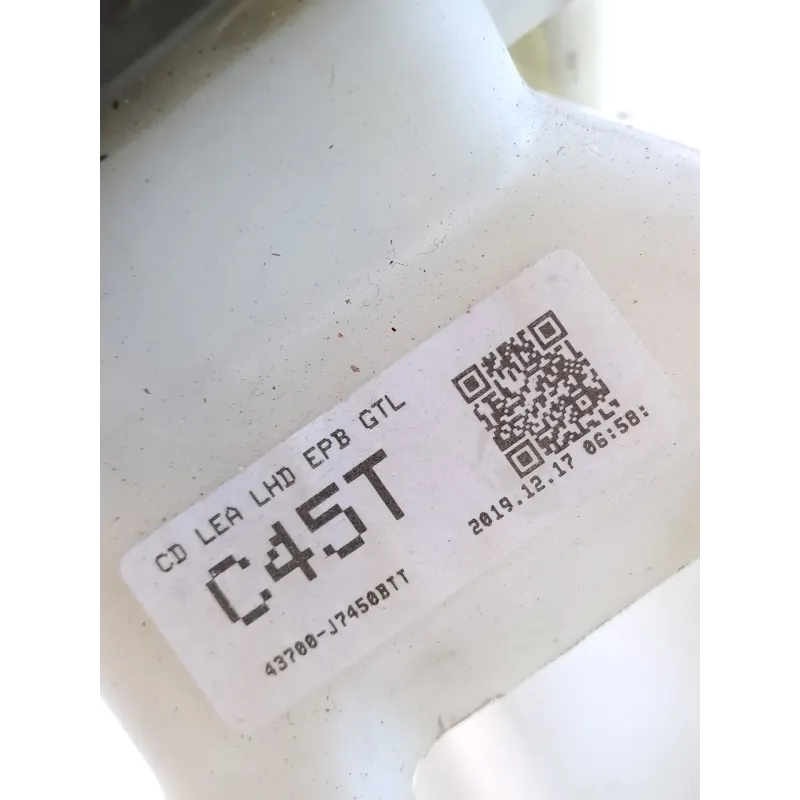 CD LEA LHD EPB GTL
C45T
43700-J7450BTT
2019.12.17 06:58: